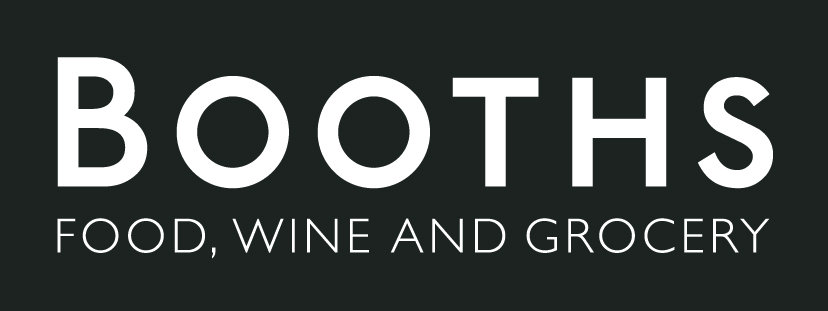 BOOTHS
FOOD, WINE AND GROCERY